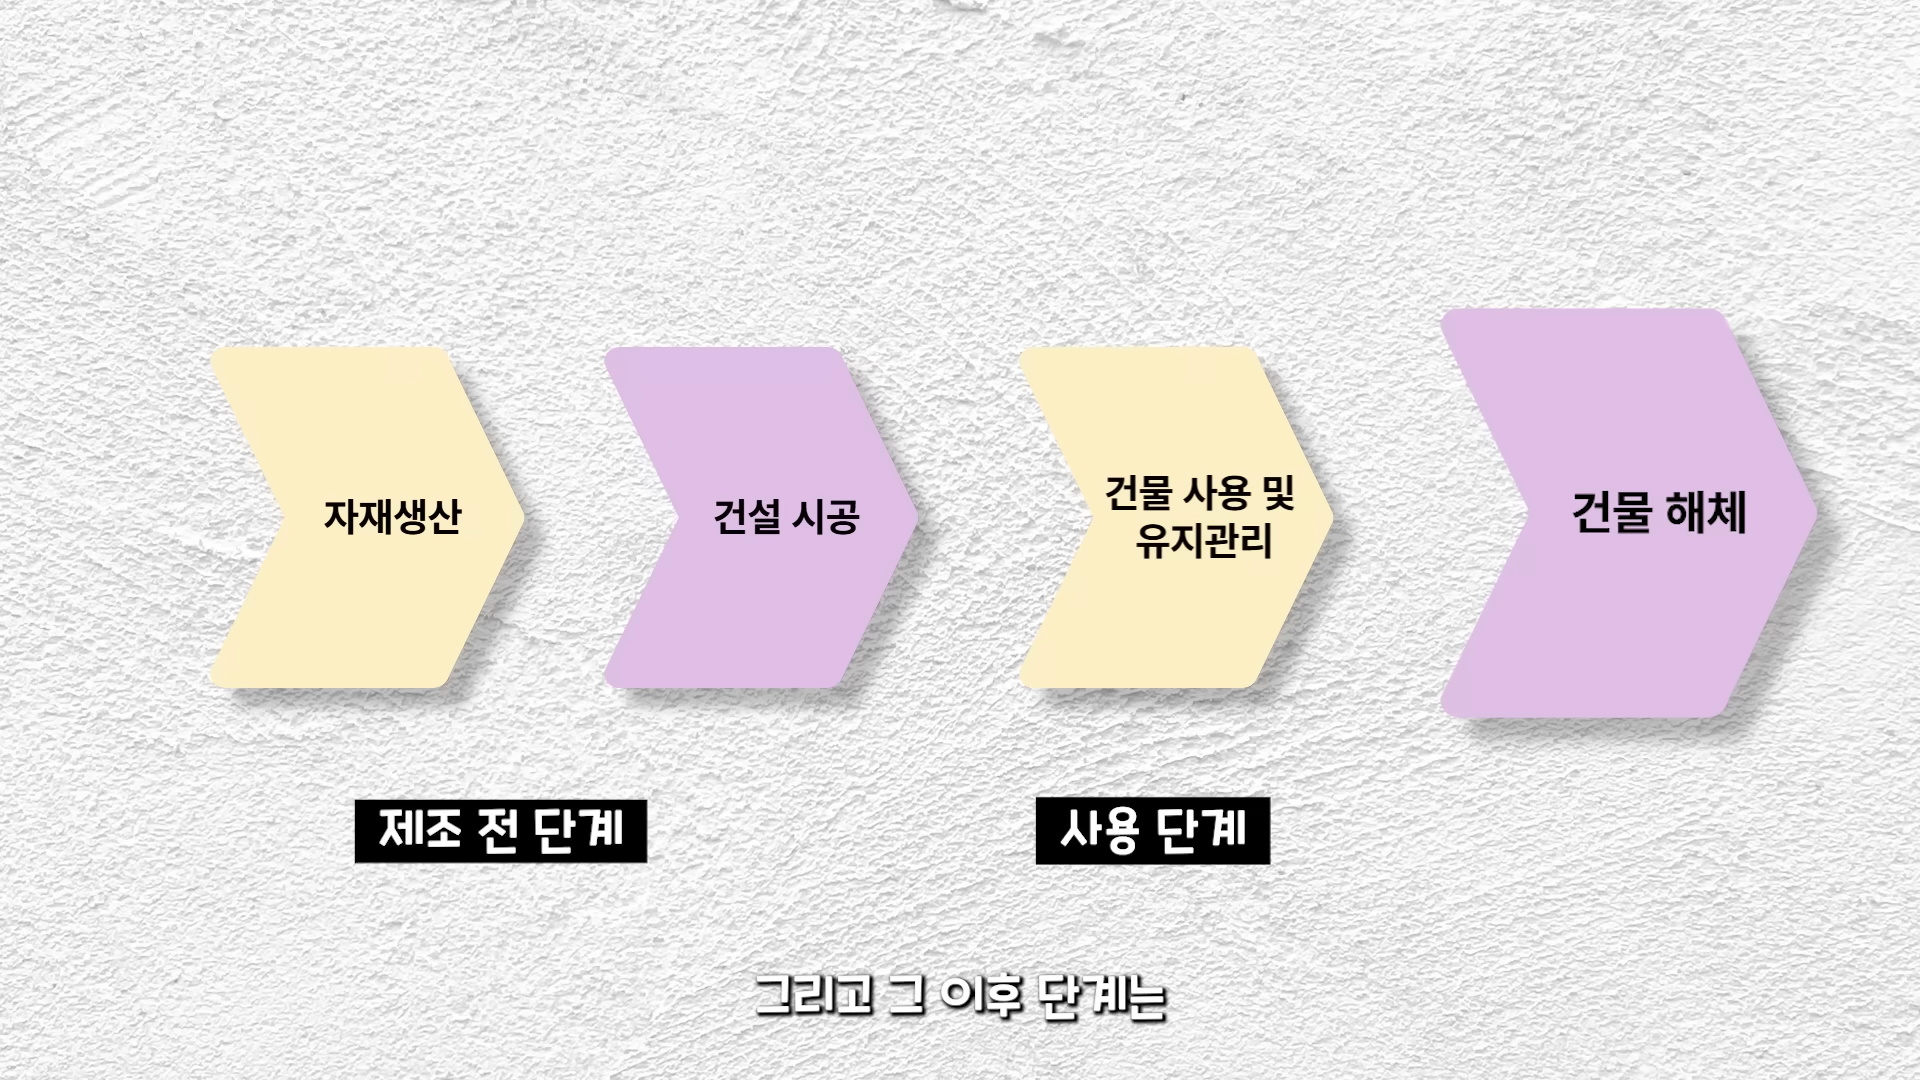 자재생산
건설 시공
건물 사용 및
유지관리
건물 해체
제조 전 단계
사용 단계
그리고 그 이후 단계는